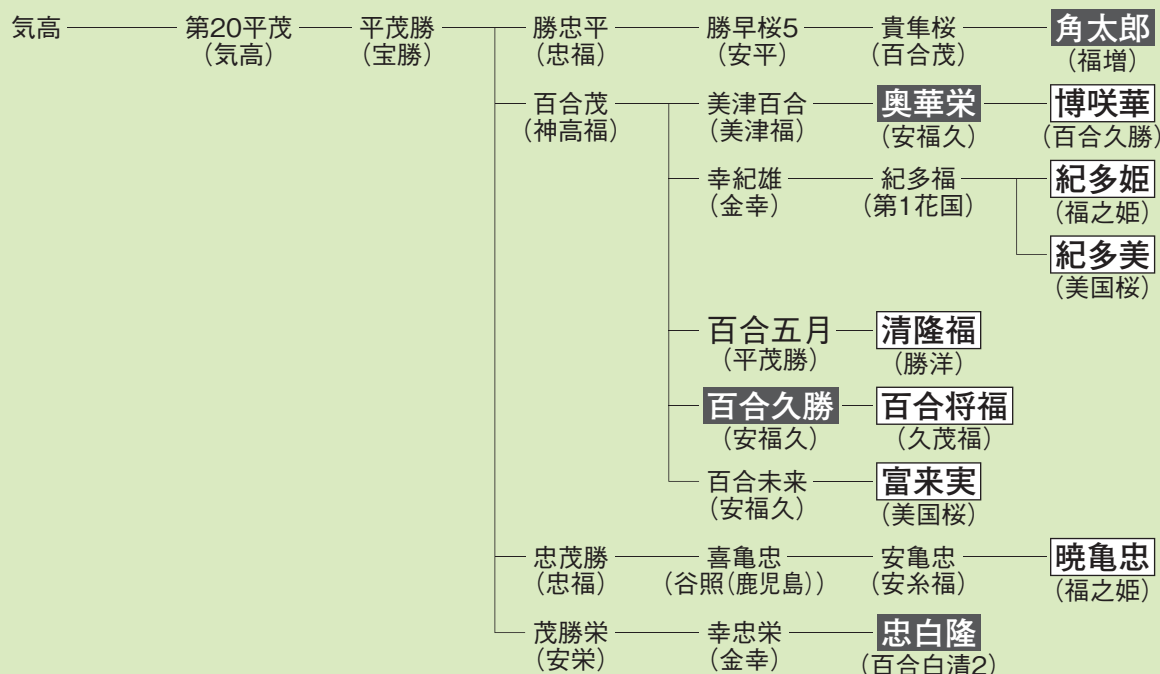 気高 第20平茂 平茂勝 勝忠平 勝早桜5 貴隼桜 角太郎
(気高) (宝勝) (忠福) (安平) (百合茂) (福増)
百合茂 美津百合 奥華栄 博咲華
(神高福) (美津福) (安福久) (百合久勝)
幸紀雄 紀多福 紀多姫
(金幸) (第1花国) (福之姫)
紀多美
(美国桜)
百合五月 清隆福
(平茂勝) (勝洋)
百合久勝 百合将福
(安福久) (久茂福)
百合未来 富来実
(安福久) (美国桜)
忠茂勝 喜亀忠 安亀忠 暁亀忠
(忠福) (谷照(鹿児島)) (安糸福) (福之姫)
茂勝栄 幸忠栄 忠白隆
(安栄) (金幸) (百合白清2)